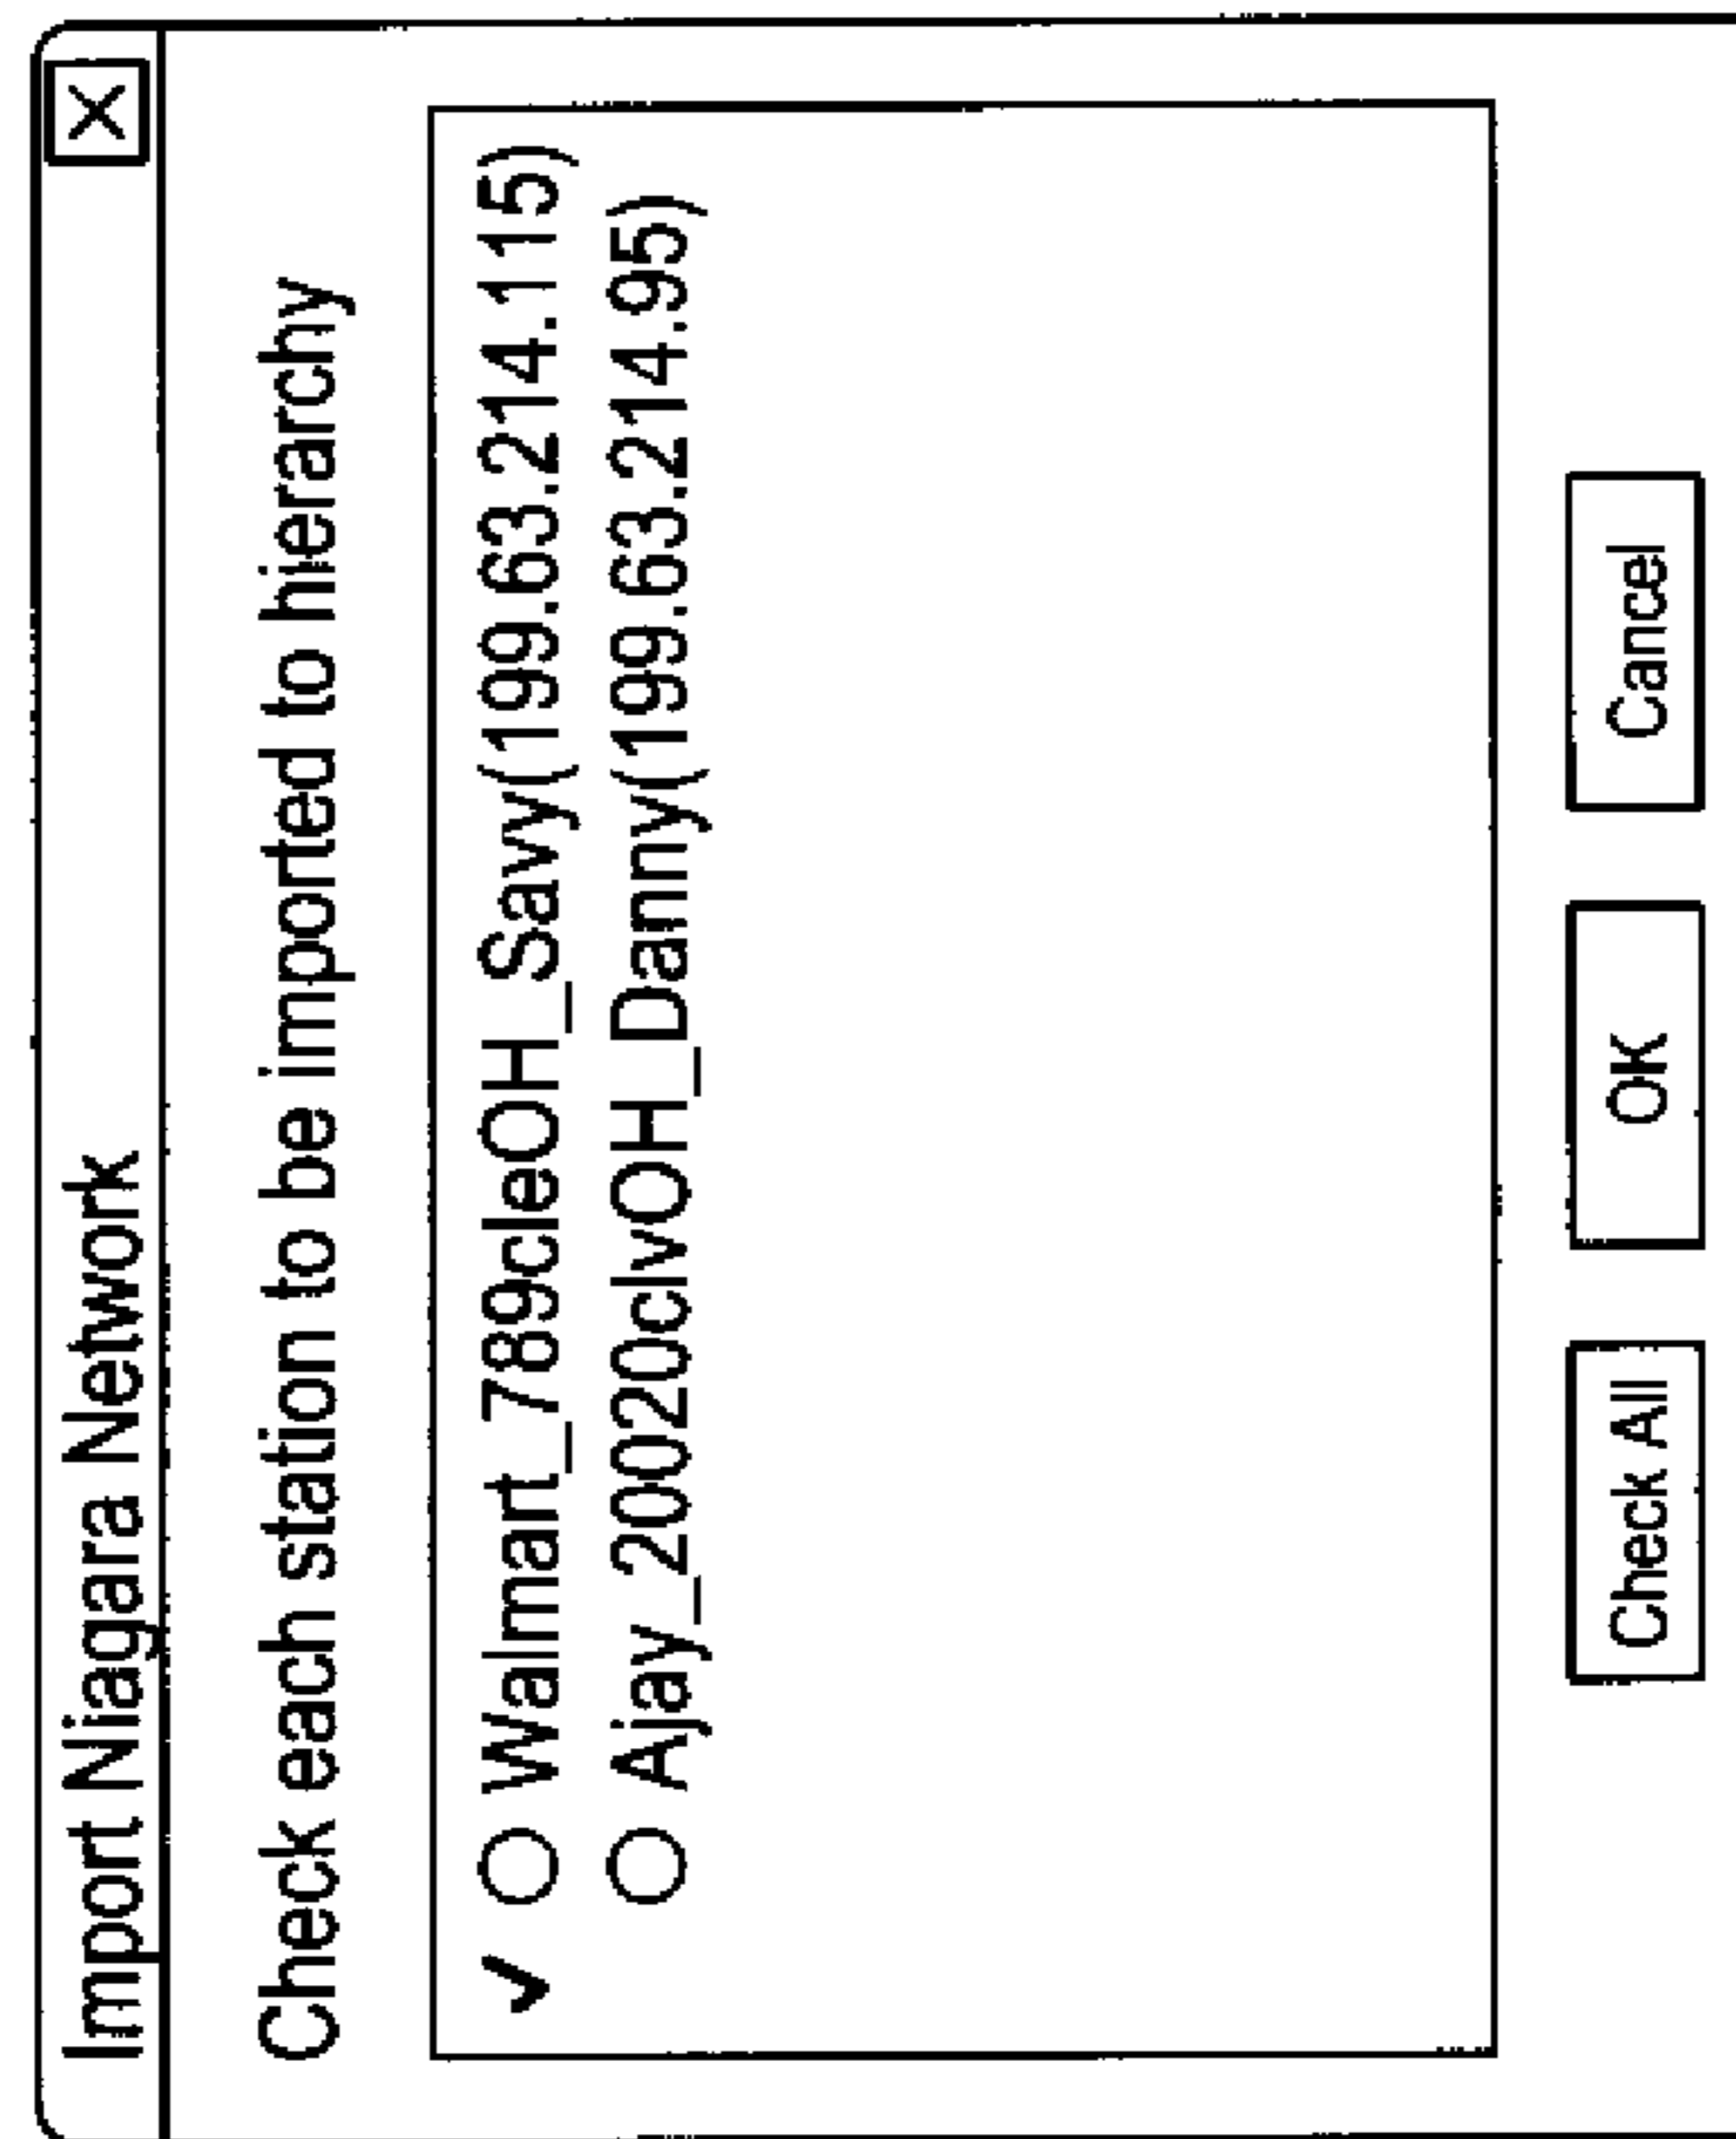 Import Niagara Network
X
Check each station to be imported to hierarchy
✓ O Walmart_789cleOH_Savy(199.63.214.115)
O Ajay_20020clvOH_Danny(199.63.214.95)
Check All
OK
Cancel